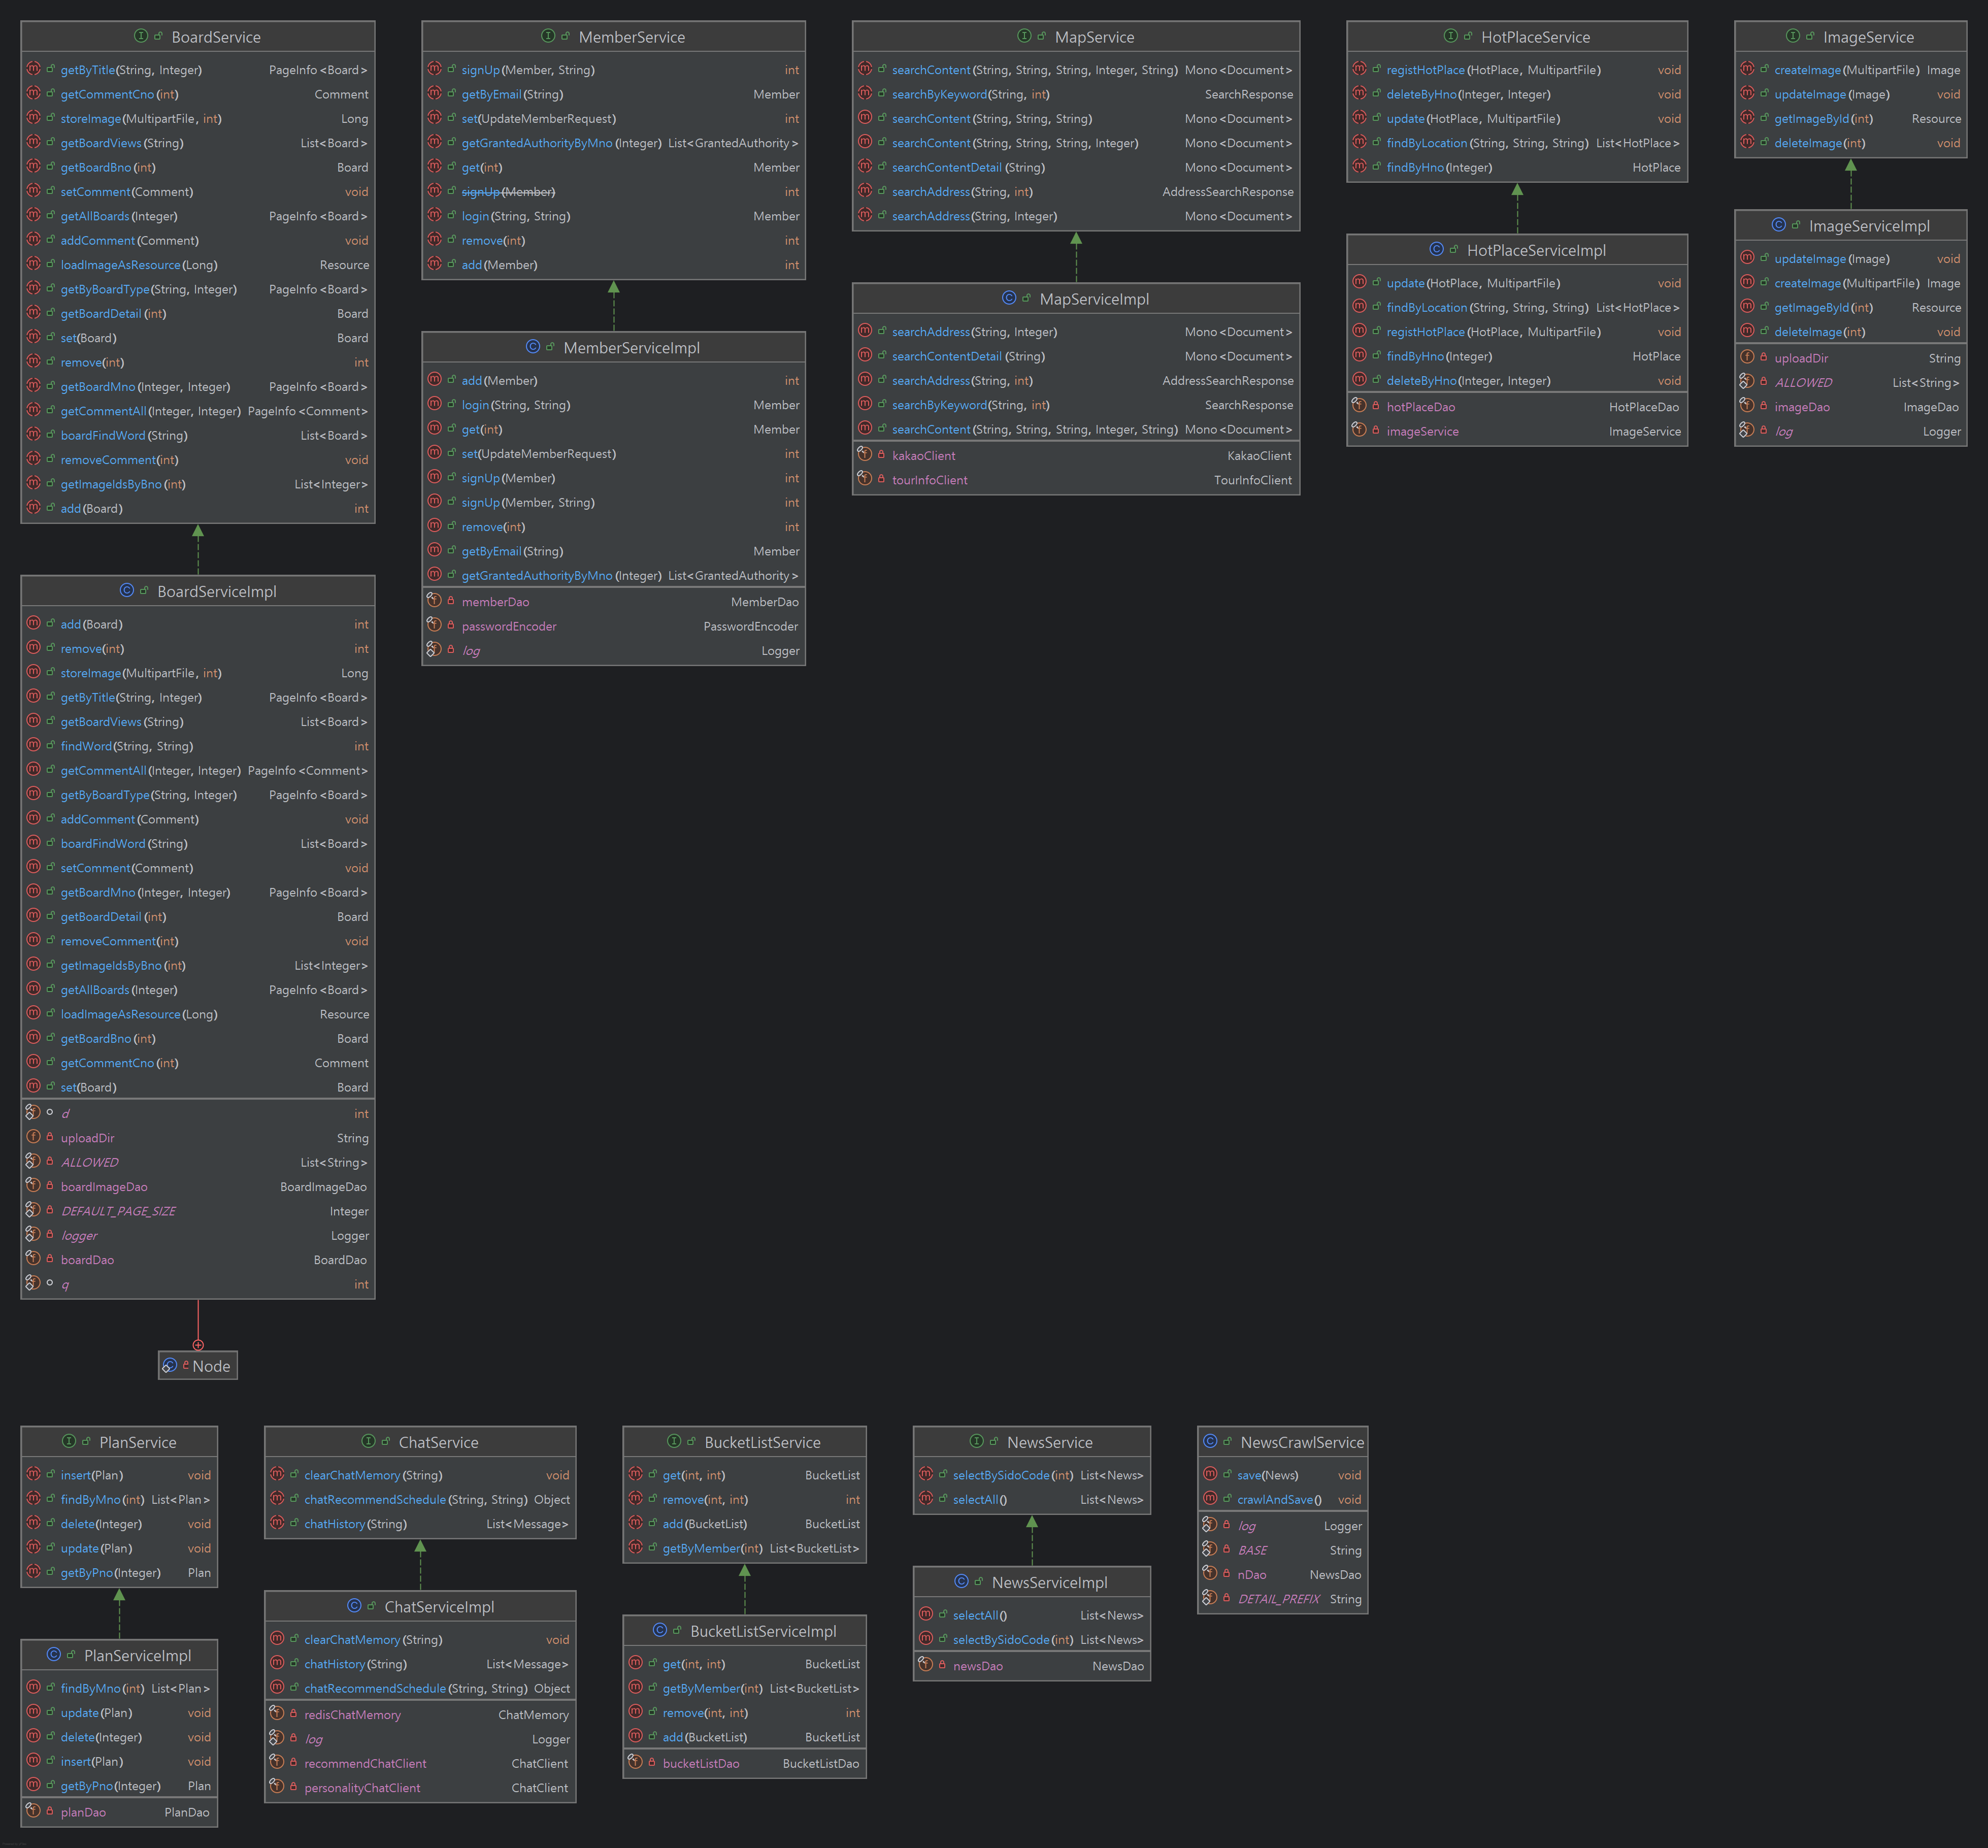 BoardService
getByTitle(String, Integer) PageInfo<Board>
getCommentCno(int) Comment
storeImage(MultipartFile, int) Long
getBoardViews(String) List<Board>
getBoardBno(int) Board
setComment(Comment) void
getAllBoards(Integer) PageInfo<Board>
addComment(Comment) void
loadImageAsResource(Long) Resource
getByBoardType(String, Integer) PageInfo<Board>
getBoardDetail(int) Board
set(Board) Board
remove(int) int
getBoardMno(Integer, Integer) PageInfo<Board>
getCommentAll(Integer, Integer) PageInfo<Comment>
boardFindWord(String) List<Board>
removeComment(int) void
getImageIdsByBno(int) List<Integer>
add(Board) int
BoardServiceImpl
add(Board) int
remove(int) int
storeImage(MultipartFile, int) Long
getByTitle(String, Integer) PageInfo<Board>
getBoardViews(String) List<Board>
findWord(String, String) int
getCommentAll(Integer, Integer) PageInfo<Comment>
getByBoardType(String, Integer) PageInfo<Board>
addComment(Comment) void
boardFindWord(String) List<Board>
setComment(Comment) void
getBoardMno(Integer, Integer) PageInfo<Board>
getBoardDetail(int) Board
removeComment(int) void
getImageIdsByBno(int) List<Integer>
getAllBoards(Integer) PageInfo<Board>
loadImageAsResource(Long) Resource
getBoardBno(int) Board
getCommentCno(int) Comment
set(Board) Board
d int
uploadDir String
ALLOWED List<String>
boardImageDao BoardImageDao
DEFAULT_PAGE_SIZE Integer
logger Logger
boardDao BoardDao
q int
Node
MemberService
signUp(Member, String) int
getByEmail(String) Member
set(UpdateMemberRequest) int
getGrantedAuthorityByMno(Integer) List<GrantedAuthority>
get(int) Member
signUp(Member) int
login(String, String) Member
remove(int) int
add(Member) int
MemberServiceImpl
add(Member) int
login(String, String) Member
get(int) Member
set(UpdateMemberRequest) int
signUp(Member) int
signUp(Member, String) int
remove(int) int
getByEmail(String) Member
getGrantedAuthorityByMno(Integer) List<GrantedAuthority>
memberDao MemberDao
passwordEncoder PasswordEncoder
log Logger
MapService
searchContent(String, String, String, Integer, String) Mono<Document>
searchByKeyword(String, int) SearchResponse
searchContent(String, String, String) Mono<Document>
searchContent(String, String, String, Integer) Mono<Document>
searchContentDetail(String) Mono<Document>
searchAddress(String, int) AddressSearchResponse
searchAddress(String, Integer) Mono<Document>
MapServiceImpl
searchAddress(String, Integer) Mono<Document>
searchContentDetail(String) Mono<Document>
searchAddress(String, int) AddressSearchResponse
searchByKeyword(String, int) SearchResponse
searchContent(String, String, String, Integer, String) Mono<Document>
kakaoClient KakaoClient
tourInfoClient TourInfoClient
HotPlaceService
registHotPlace(HotPlace, MultipartFile) void
deleteByHno(Integer, Integer) void
update(HotPlace, MultipartFile) void
findByLocation(String, String, String) List<HotPlace>
findByHno(Integer) HotPlace
HotPlaceServiceImpl
update(HotPlace, MultipartFile) void
findByLocation(String, String, String) List<HotPlace>
registHotPlace(HotPlace, MultipartFile) void
findByHno(Integer) HotPlace
deleteByHno(Integer, Integer) void
hotPlaceDao HotPlaceDao
imageService ImageService
ImageService
createImage(MultipartFile) Image
updateImage(Image) void
getImageById(int) Resource
deleteImage(int) void
ImageServiceImpl
updateImage(Image) void
createImage(MultipartFile) Image
getImageById(int) Resource
deleteImage(int) void
uploadDir String
ALLOWED List<String>
imageDao ImageDao
log Logger
PlanService
insert(Plan) void
findByMno(int) List<Plan>
delete(Integer) void
update(Plan) void
getByPno(Integer) Plan
PlanServiceImpl
findByMno(int) List<Plan>
update(Plan) void
delete(Integer) void
insert(Plan) void
getByPno(Integer) Plan
planDao PlanDao
ChatService
clearChatMemory(String) void
chatRecommendSchedule(String, String) Object
chatHistory(String) List<Message>
ChatServiceImpl
clearChatMemory(String) void
chatHistory(String) List<Message>
chatRecommendSchedule(String, String) Object
redisChatMemory ChatMemory
log Logger
recommendChatClient ChatClient
personalityChatClient ChatClient
BucketListService
get(int, int) BucketList
remove(int, int) int
add(BucketList) BucketList
getByMember(int) List<BucketList>
BucketListServiceImpl
get(int, int) BucketList
getByMember(int) List<BucketList>
remove(int, int) int
add(BucketList) BucketList
bucketListDao BucketListDao
NewsService
selectBySidoCode(int) List<News>
selectAll() List<News>
NewsServiceImpl
selectAll() List<News>
selectBySidoCode(int) List<News>
newsDao NewsDao
NewsCrawlService
save(News) void
crawlAndSave() void
log Logger
BASE String
nDao NewsDao
DETAIL_PREFIX String